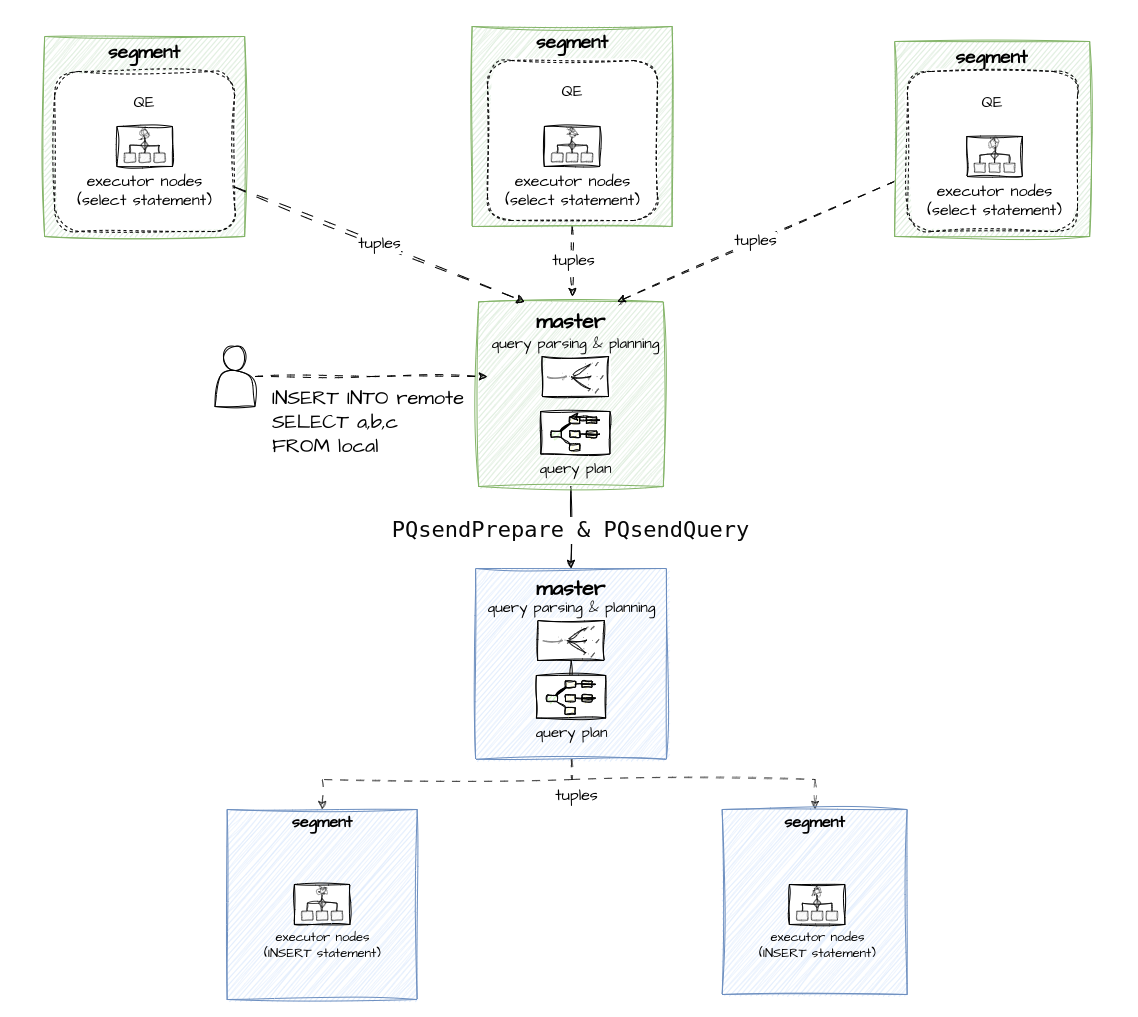 segment
QE
executor nodes
(select statement)
segment
QE
executor nodes
(select statement)
segment
QE
executor nodes
(select statement)
tuples
tuples
tuples
master
query parsing & planning
query plan
INSERT INTO remote
SELECT a,b,c
FROM local
PQsendPrepare & PQsendQuery
master
query parsing & planning
query plan
tuples
segment
executor nodes
(INSERT statement)
segment
executor nodes
(INSERT statement)